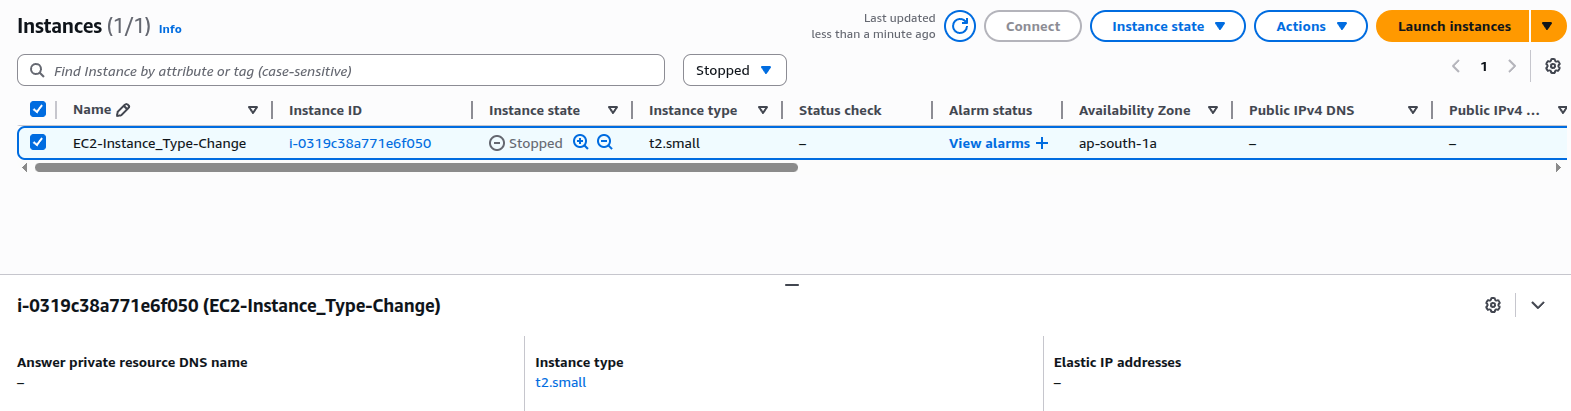 Instances (1/1) Info
Last updated
less than a minute ago
Connect
Instance state
Actions
Launch instances
Find Instance by attribute or tag (case-sensitive)
Stopped
1
Name Instance ID Instance state Instance type Status check Alarm status Availability Zone Public IPv4 DNS Public IPv4 ...
EC2-Instance_Type-Change i-0319c38a771e6f050 Stopped t2.small – View alarms + ap-south-1a – –
i-0319c38a771e6f050 (EC2-Instance_Type-Change)
Answer private resource DNS name
–
Instance type
t2.small
Elastic IP addresses
–